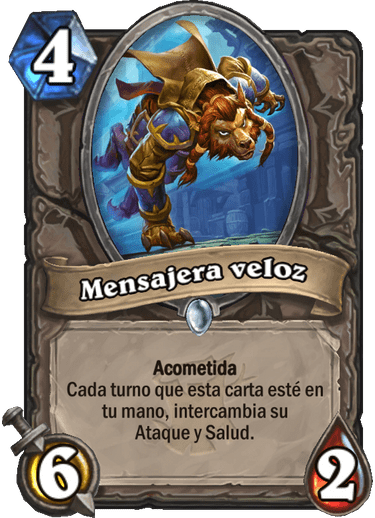 4
Mensajera veloz
Acometida
Cada turno que esta carta esté en
tu mano, intercambia su
Ataque y Salud.
6
2